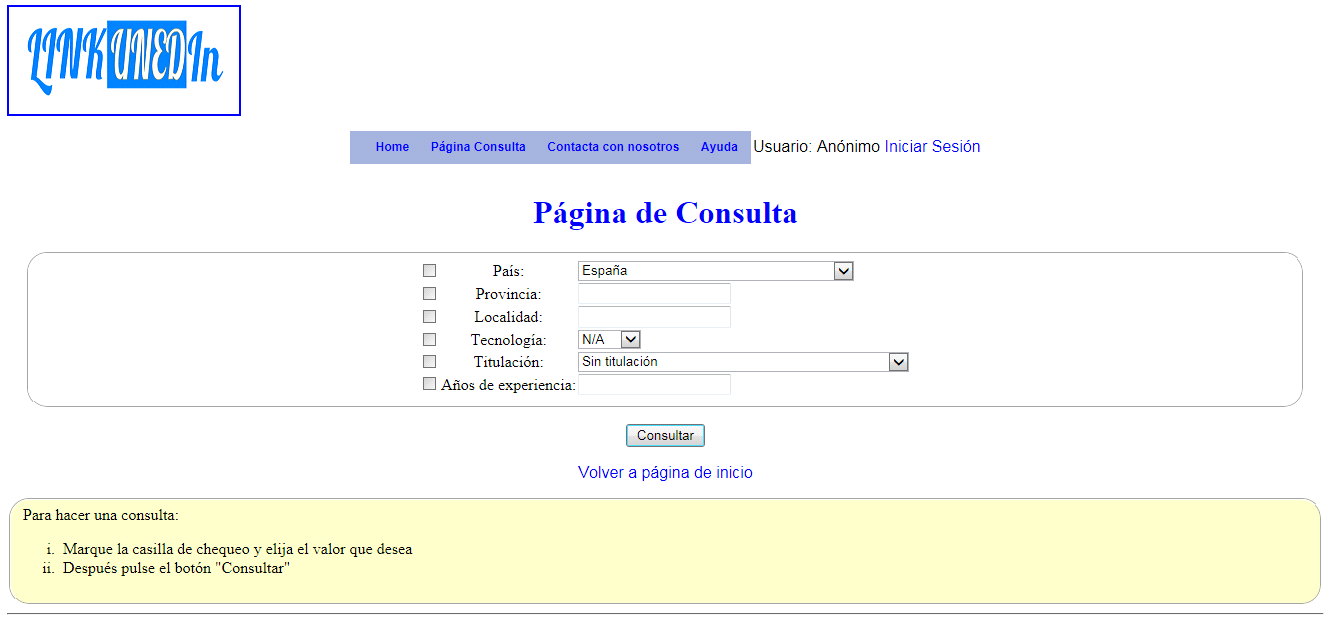 LINKUNEDIn
Home Página Consulta Contacta con nosotros Ayuda Usuario: Anónimo Iniciar Sesión
Página de Consulta
País: España
Provincia:
Localidad:
Tecnología: N/A
Titulación: Sin titulación
Años de experiencia:
Consultar
Volver a página de inicio
Para hacer una consulta:
i. Marque la casilla de chequeo y elija el valor que desea
ii. Después pulse el botón "Consultar"